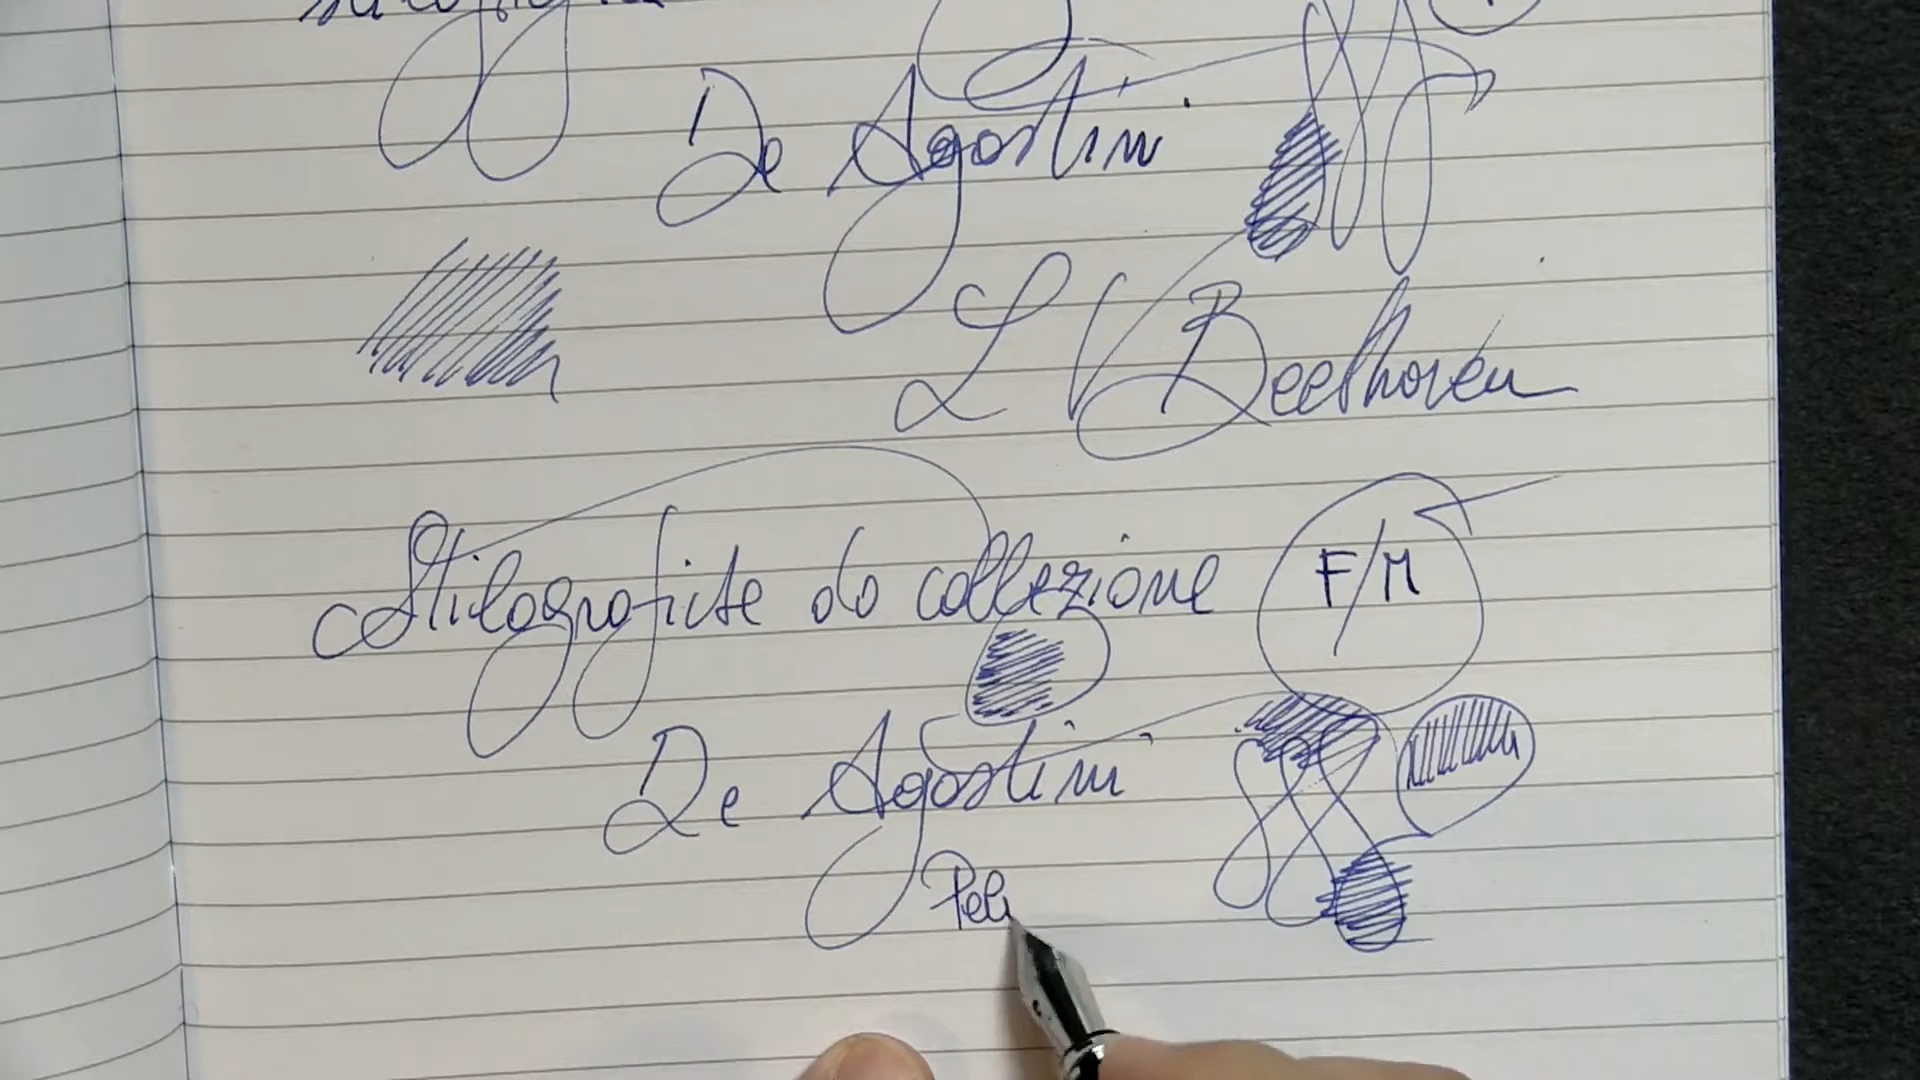 De Agostini
L V Beethoven
Stilografiche da collezione F/M
De Agostini
Peli